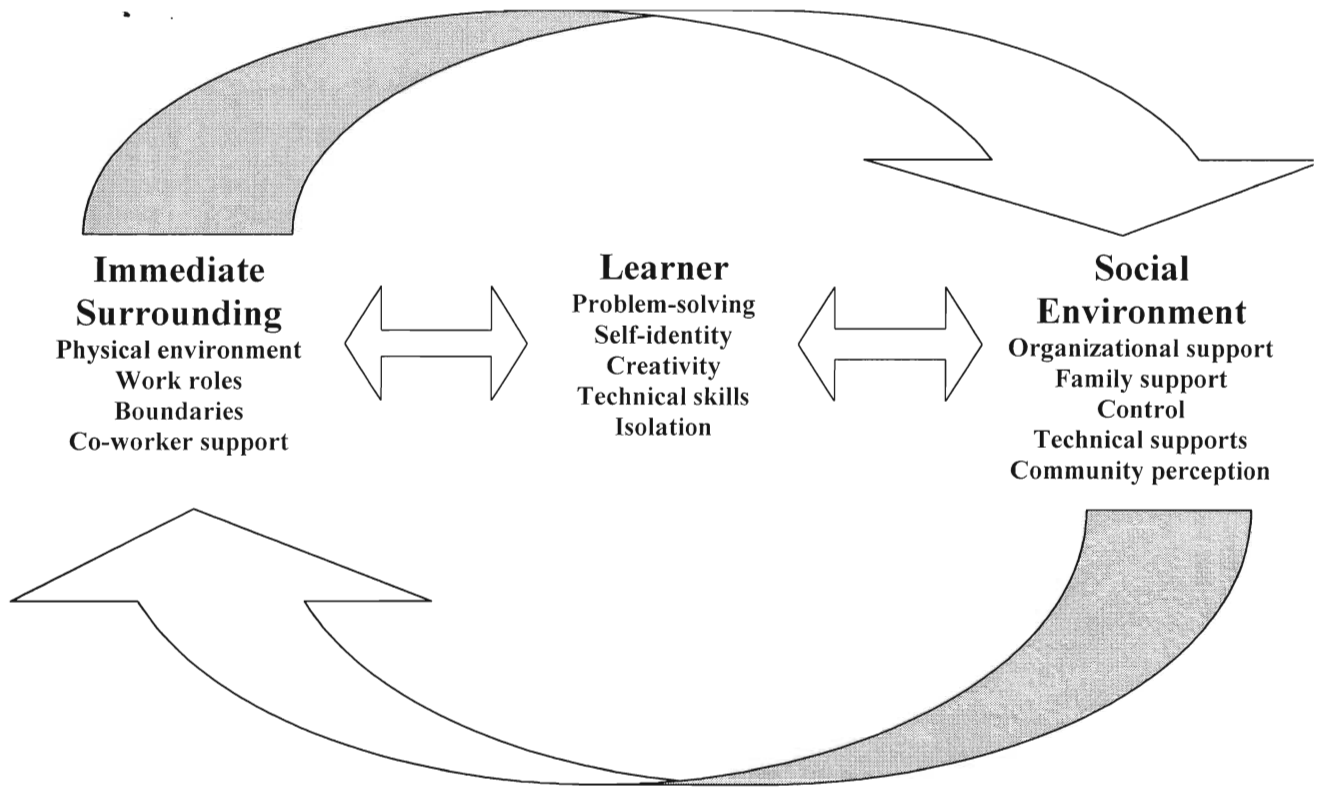 Immediate
Surrounding
Physical environment
Work roles
Boundaries
Co-worker support
Learner
Problem-solving
Self-identity
Creativity
Technical skills
Isolation
Social
Environment
Organizational support
Family support
Control
Technical supports
Community perception